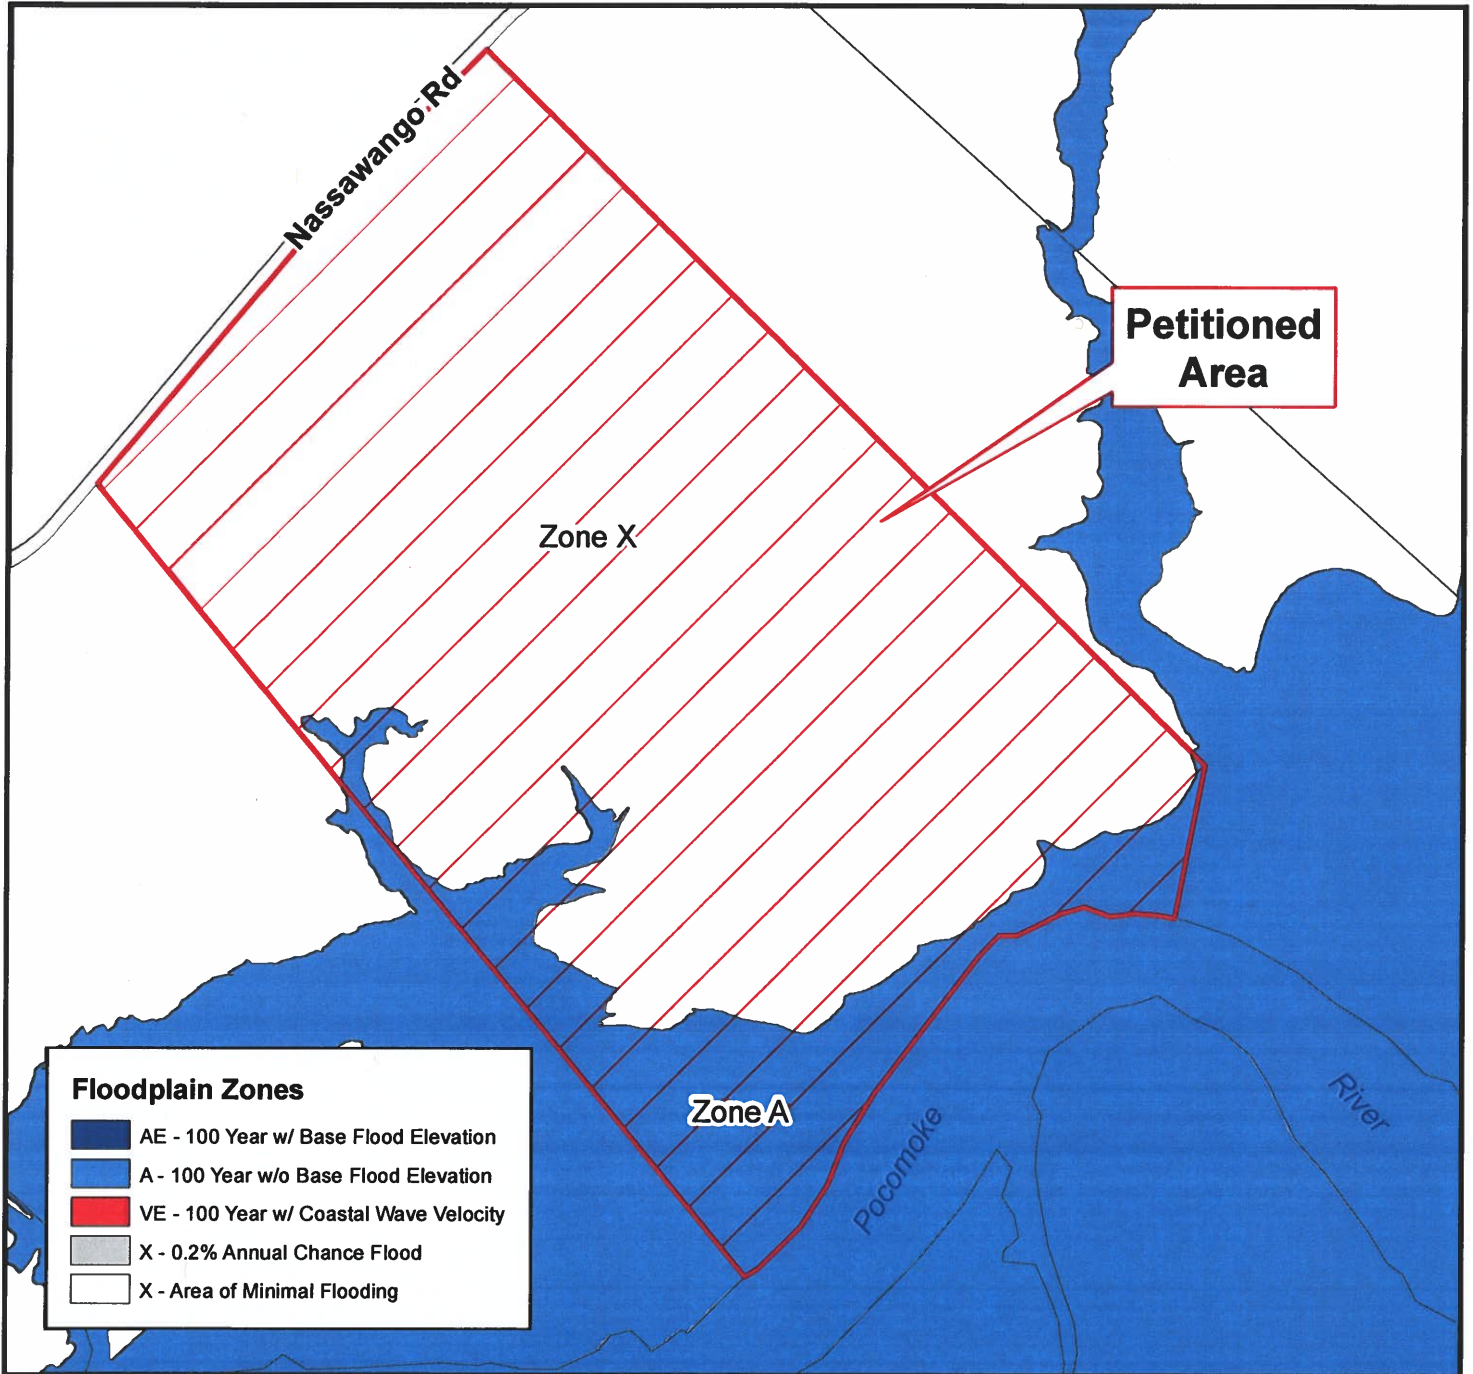 Nassawango Rd
Petitioned
Area
Zone X
Zone A
Pocomoke
River
Floodplain Zones
AE - 100 Year w/ Base Flood Elevation
A - 100 Year w/o Base Flood Elevation
VE - 100 Year w/ Coastal Wave Velocity
X - 0.2% Annual Chance Flood
X - Area of Minimal Flooding